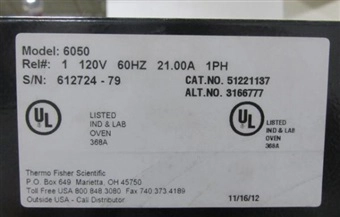 Model: 6050
Rel#: 1 120V 60HZ 21.00A 1PH
S/N: 612724 - 79
CAT.NO. 51221137
ALT.NO. 3166777
UL
LISTED
IND & LAB
OVEN
368A
UL
LISTED
IND & LAB
OVEN
368A
Thermo Fisher Scientific
P.O. Box 649 Marietta, OH 45750
Toll Free USA 800 848 3080 Fax 740 373 4189
Outside USA - Call Distributor
11/16/12